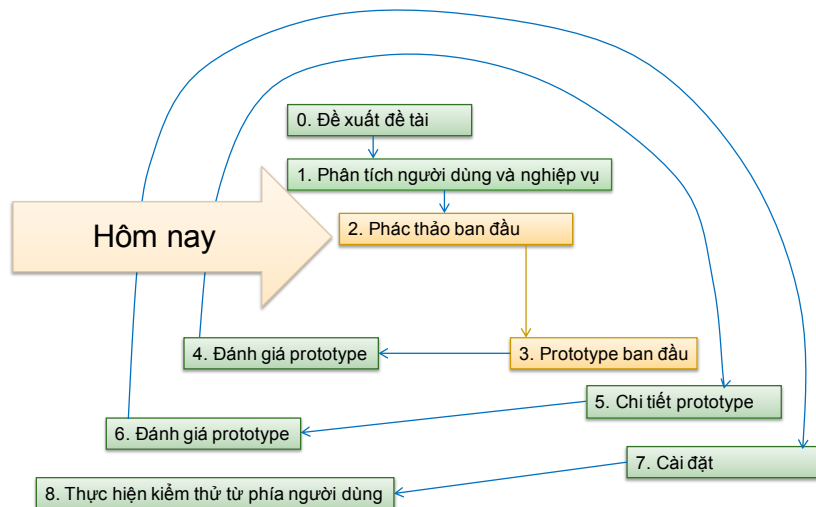 0. Đề xuất đề tài
1. Phân tích người dùng và nghiệp vụ
Hôm nay
2. Phác thảo ban đầu
4. Đánh giá prototype
3. Prototype ban đầu
5. Chi tiết prototype
6. Đánh giá prototype
7. Cài đặt
8. Thực hiện kiểm thử từ phía người dùng